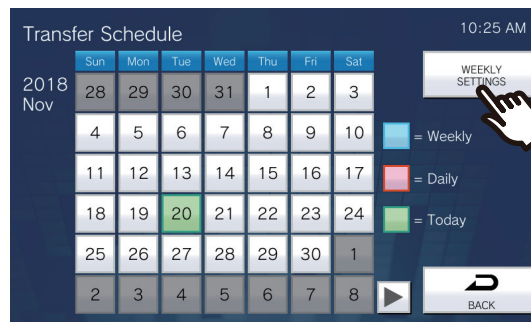 Transfer Schedule
10:25 AM
Sun Mon Tue Wed Thu Fri Sat
WEEKLY
SETTINGS
2018
Nov
28 29 30 31 1 2 3
4 5 6 7 8 9 10
= Weekly
11 12 13 14 15 16 17
= Daily
18 19 20 21 22 23 24
= Today
25 26 27 28 29 30 1
2 3 4 5 6 7 8
BACK